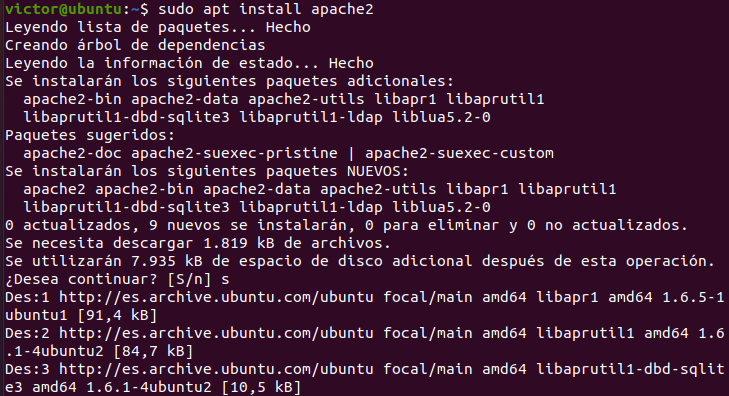 victor@ubuntu:~$ sudo apt install apache2
Leyendo lista de paquetes... Hecho
Creando árbol de dependencias
Leyendo la información de estado... Hecho
Se instalarán los siguientes paquetes adicionales:
  apache2-bin apache2-data apache2-utils libapr1 libaprutil1
  libaprutil1-dbd-sqlite3 libaprutil1-ldap liblua5.2-0
Paquetes sugeridos:
  apache2-doc apache2-suexec-pristine | apache2-suexec-custom
Se instalarán los siguientes paquetes NUEVOS:
  apache2 apache2-bin apache2-data apache2-utils libapr1 libaprutil1
  libaprutil1-dbd-sqlite3 libaprutil1-ldap liblua5.2-0
0 actualizados, 9 nuevos se instalarán, 0 para eliminar y 0 no actualizados.
Se necesita descargar 1.819 kB de archivos.
Se utilizarán 7.935 kB de espacio de disco adicional después de esta operación.
¿Desea continuar? [S/n] s
Des:1 http://es.archive.ubuntu.com/ubuntu focal/main amd64 libapr1 amd64 1.6.5-1
ubuntu1 [91,4 kB]
Des:2 http://es.archive.ubuntu.com/ubuntu focal/main amd64 libaprutil1 amd64 1.6
.1-4ubuntu2 [84,7 kB]
Des:3 http://es.archive.ubuntu.com/ubuntu focal/main amd64 libaprutil1-dbd-sqlit
e3 amd64 1.6.1-4ubuntu2 [10,5 kB]